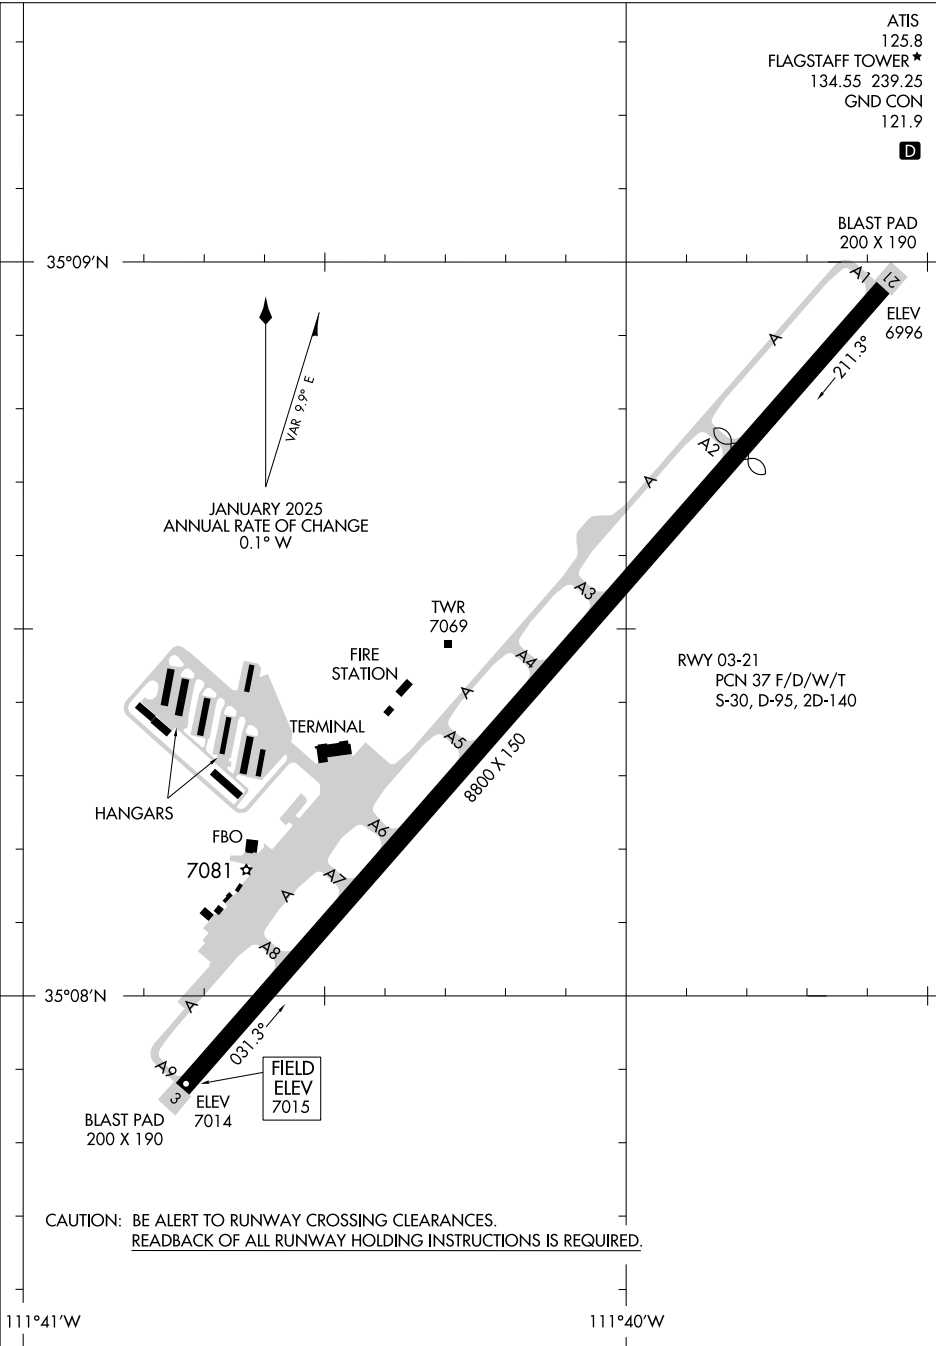 ATIS
125.8
FLAGSTAFF TOWER★
134.55 239.25
GND CON
121.9
D
BLAST PAD
200 X 190
35°09'N
A1
21
ELEV
6996
A
211.3°
VAR 9.9° E
A2
A
JANUARY 2025
ANNUAL RATE OF CHANGE
0.1° W
A3
TWR
7069
FIRE
STATION
A4
RWY 03-21
PCN 37 F/D/W/T
S-30, D-95, 2D-140
A
TERMINAL
A5
8800 X 150
HANGARS
A6
FBO
7081
A7
A
A8
35°08'N
A
031.3°
A9
FIELD
ELEV
7015
3
ELEV
7014
BLAST PAD
200 X 190
CAUTION: BE ALERT TO RUNWAY CROSSING CLEARANCES.
READBACK OF ALL RUNWAY HOLDING INSTRUCTIONS IS REQUIRED.
111°41'W
111°40'W